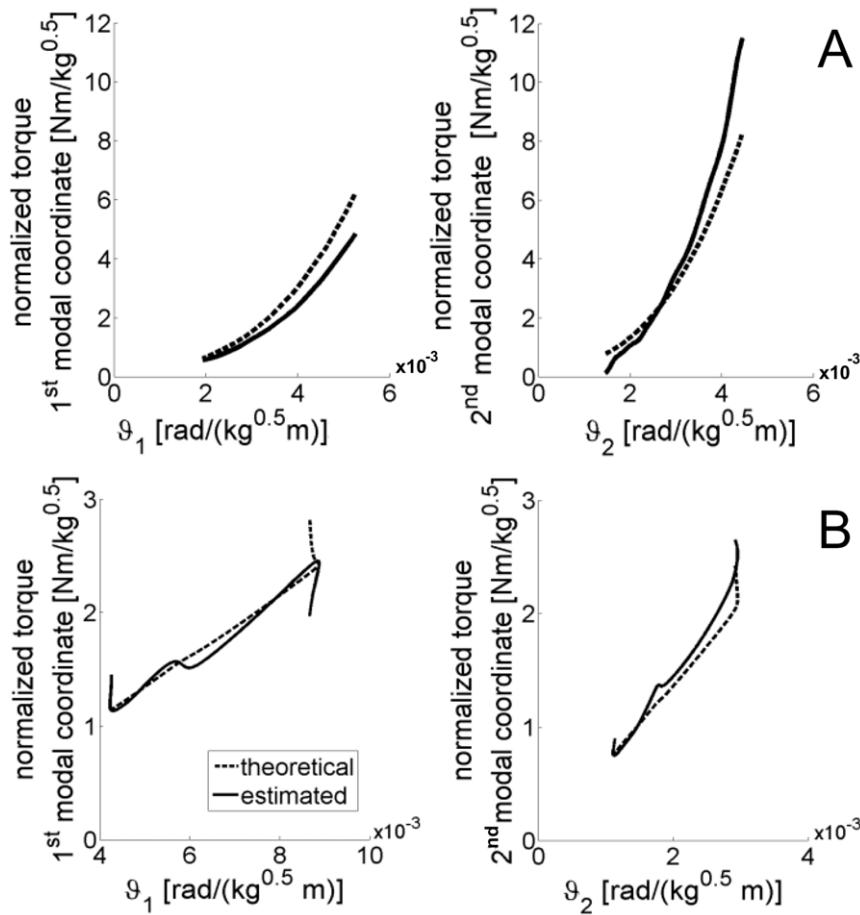 A
normalized torque
1st modal coordinate [Nm/kg0.5]
12
10
8
6
4
2
0
0
2
4
6
x10-3
ϑ1 [rad/(kg0.5m)]
normalized torque
2nd modal coordinate [Nm/kg0.5]
12
10
8
6
4
2
0
0
2
4
6
x10-3
ϑ2 [rad/(kg0.5m)]
B
normalized torque
1st modal coordinate [Nm/kg0.5]
3
2
1
0
4
6
8
10
x10-3
theoretical
estimated
ϑ1 [rad/(kg0.5 m)]
normalized torque
2nd modal coordinate [Nm/kg0.5]
3
2
1
0
0
2
4
x10-3
ϑ2 [rad/(kg0.5 m)]